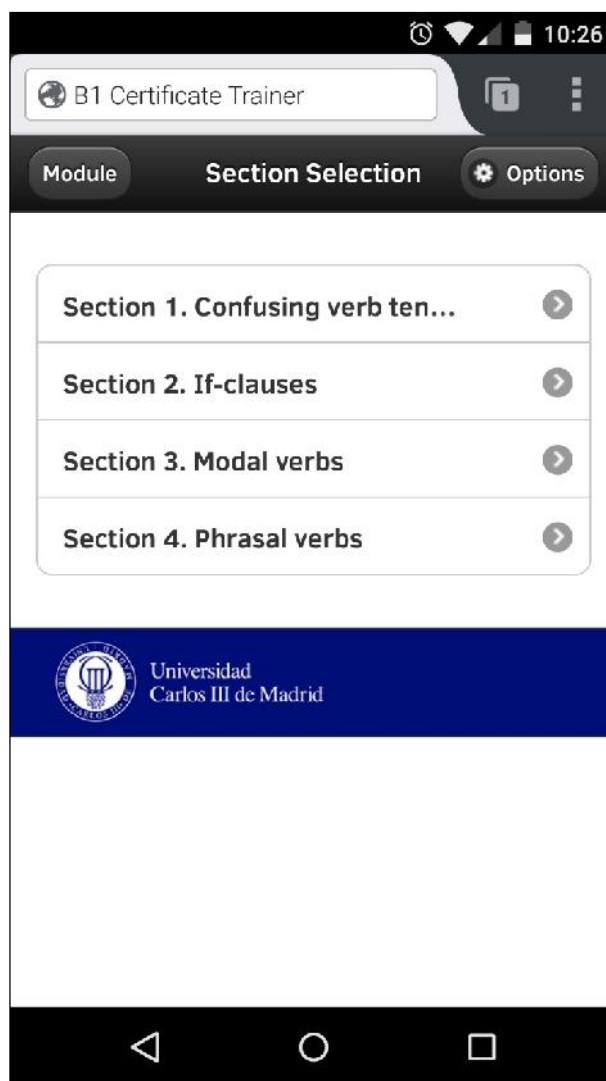 10:26
B1 Certificate Trainer
1
Module
Section Selection
Options
Section 1. Confusing verb ten...
Section 2. If-clauses
Section 3. Modal verbs
Section 4. Phrasal verbs
Universidad
Carlos III de Madrid